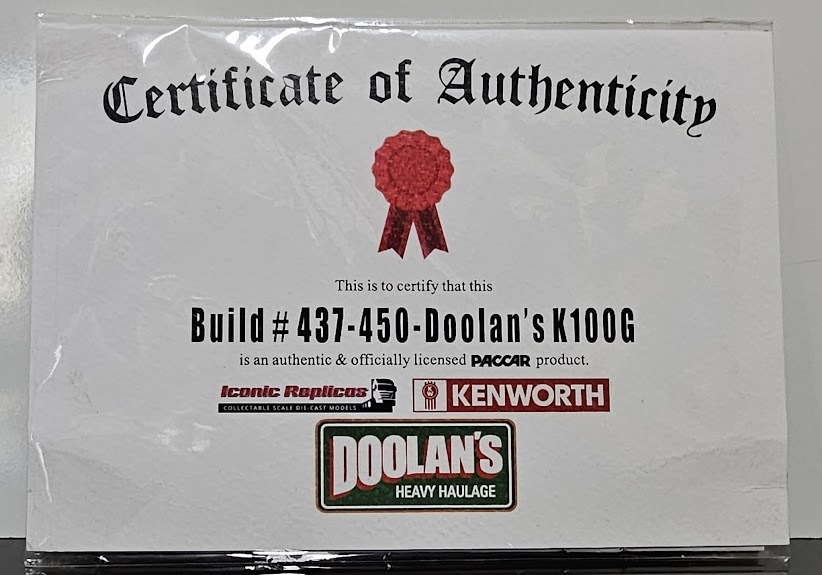 Certificate of Authenticity
This is to certify that this
Build # 437-450-Doolan's K100G
is an authentic & officially licensed PACCAR product.
Iconic Replicas
COLLECTABLE SCALE DIE-CAST MODELS
KENWORTH
DOOLAN'S
HEAVY HAULAGE